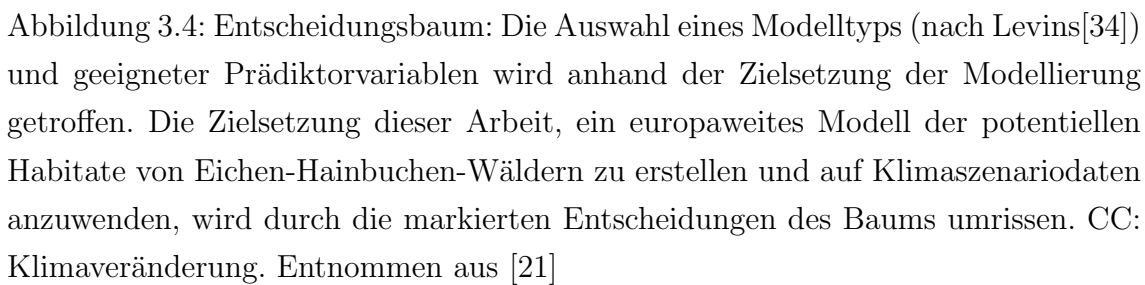 Abbildung 3.4: Entscheidungsbaum: Die Auswahl eines Modelltyps (nach Levins[34])
und geeigneter Prädiktorvariablen wird anhand der Zielsetzung der Modellierung
getroffen. Die Zielsetzung dieser Arbeit, ein europaweites Modell der potentiellen
Habitate von Eichen-Hainbuchen-Wäldern zu erstellen und auf Klimaszenariodaten
anzuwenden, wird durch die markierten Entscheidungen des Baums umrissen. CC:
Klimaveränderung. Entnommen aus [21]